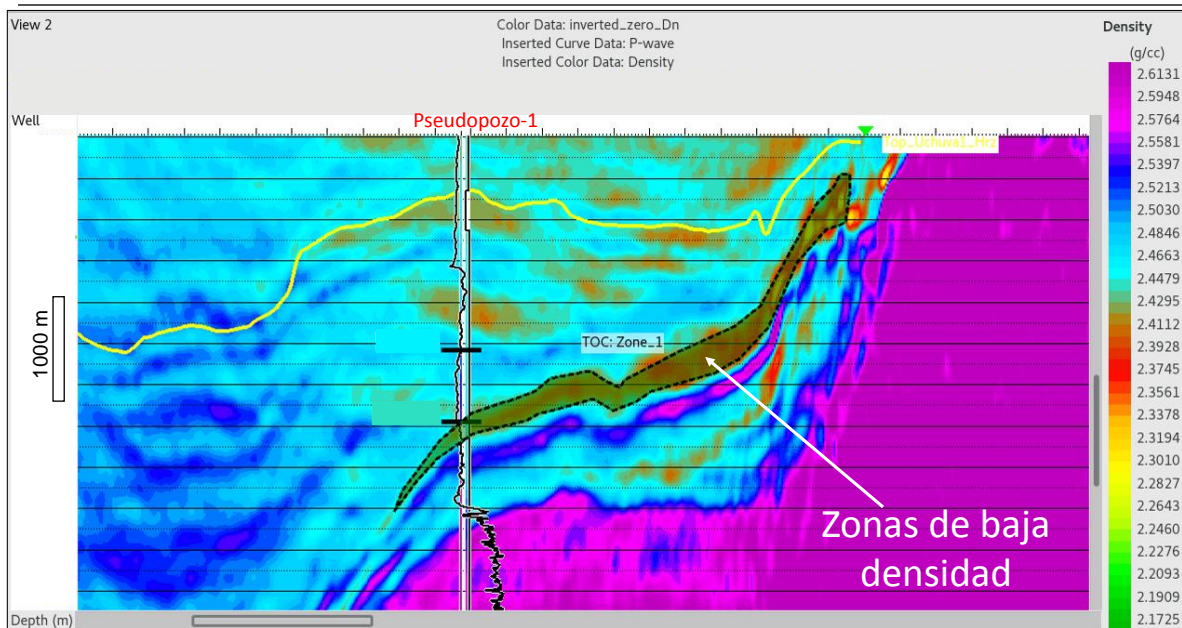 View 2
Color Data: inverted_zero_Dn
Inserted Curve Data: P-wave
Inserted Color Data: Density
Density
(g/cc)
Well
Pseudopozo-1
Top_Uchuva1_Hrz
1000 m
TOC: Zone_1
Zonas de baja
densidad
2.6131
2.5948
2.5764
2.5581
2.5397
2.5213
2.5030
2.4846
2.4663
2.4479
2.4295
2.4112
2.3928
2.3745
2.3561
2.3378
2.3194
2.3010
2.2827
2.2643
2.2460
2.2276
2.2093
2.1909
2.1725
Depth (m)